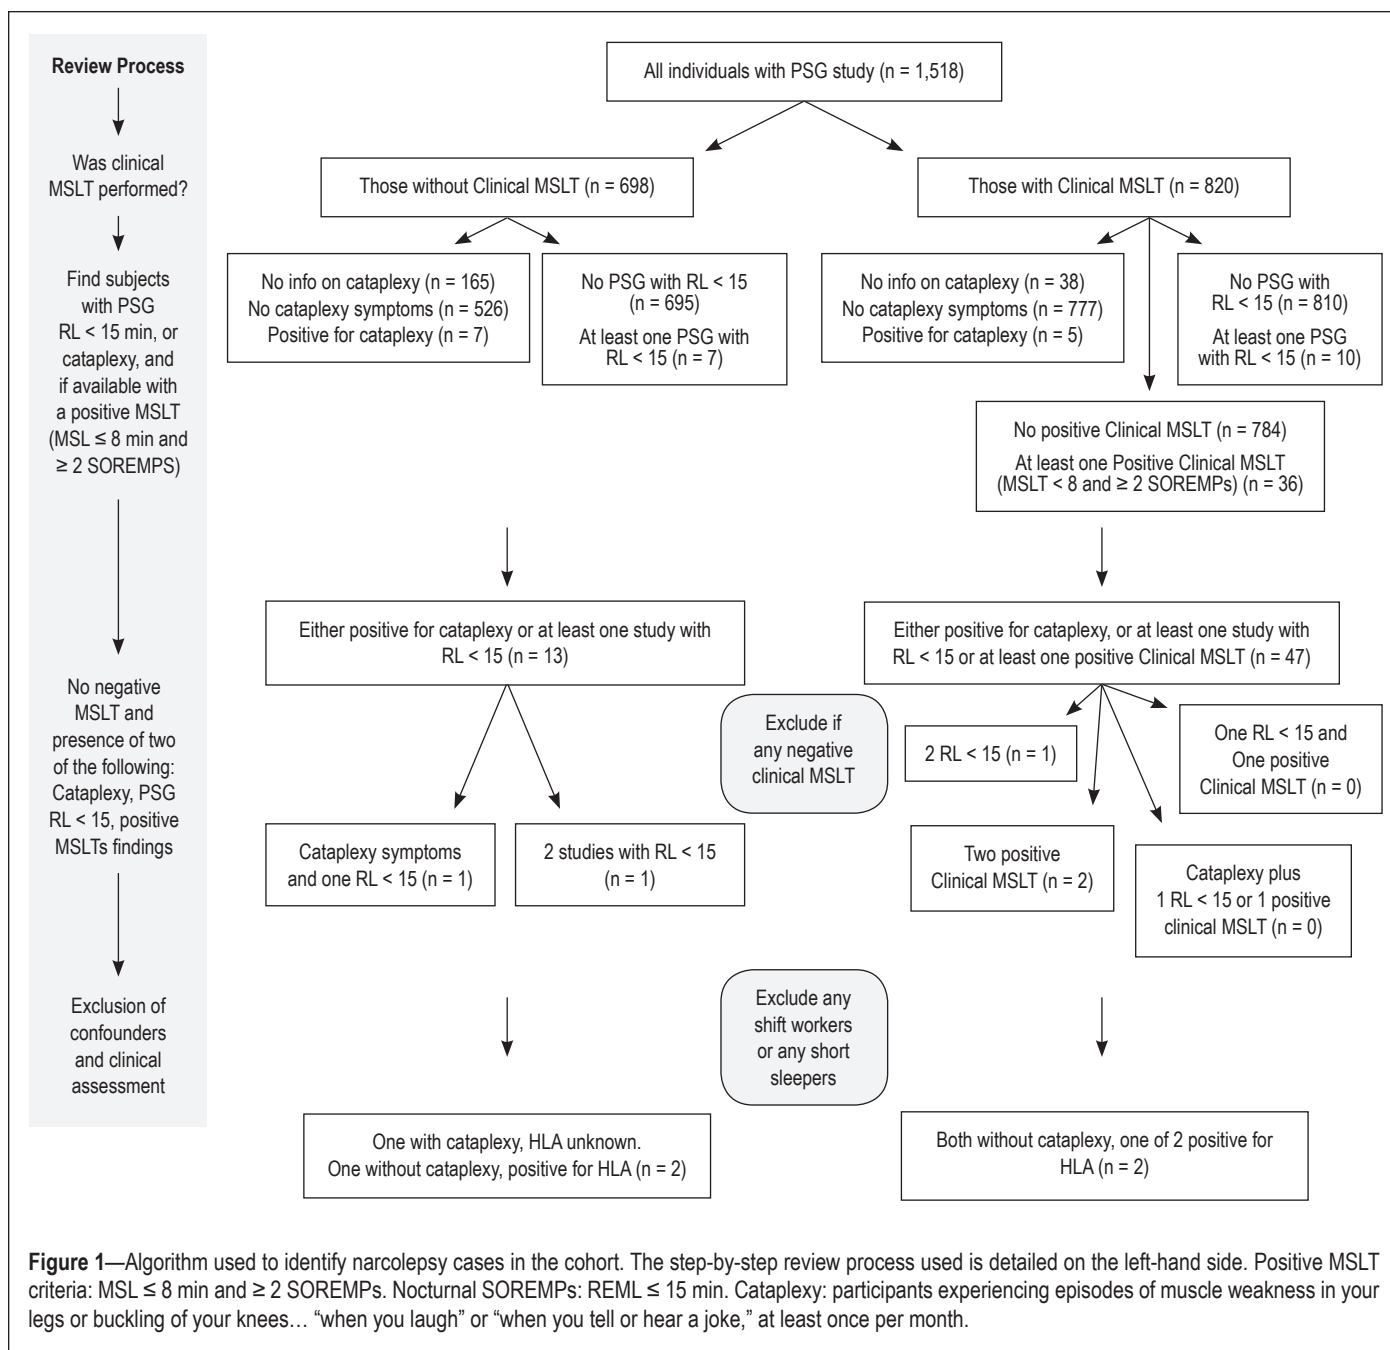 Review Process
Was clinical
MSLT performed?
Find subjects
with PSG
RL < 15 min, or
cataplexy, and
if available with
a positive MSLT
(MSL ≤ 8 min and
≥ 2 SOREMPS)
No negative
MSLT and
presence of two
of the following:
Cataplexy, PSG
RL < 15, positive
MSLTs findings
Exclusion of
confounders
and clinical
assessment
All individuals with PSG study (n = 1,518)
Those without Clinical MSLT (n = 698)
Those with Clinical MSLT (n = 820)
No info on cataplexy (n = 165)
No cataplexy symptoms (n = 526)
Positive for cataplexy (n = 7)
No PSG with RL < 15
(n = 695)
At least one PSG with
RL < 15 (n = 7)
No info on cataplexy (n = 38)
No cataplexy symptoms (n = 777)
Positive for cataplexy (n = 5)
No PSG with
RL < 15 (n = 810)
At least one PSG
with RL < 15 (n = 10)
No positive Clinical MSLT (n = 784)
At least one Positive Clinical MSLT
(MSLT < 8 and ≥ 2 SOREMPs) (n = 36)
Either positive for cataplexy or at least one study with
RL < 15 (n = 13)
Either positive for cataplexy, or at least one study with
RL < 15 or at least one positive Clinical MSLT (n = 47)
Exclude if
any negative
clinical MSLT
2 RL < 15 (n = 1)
One RL < 15 and
One positive
Clinical MSLT (n = 0)
Cataplexy symptoms
and one RL < 15 (n = 1)
2 studies with RL < 15
(n = 1)
Two positive
Clinical MSLT (n = 2)
Cataplexy plus
1 RL < 15 or 1 positive
clinical MSLT (n = 0)
Exclude any
shift workers
or any short
sleepers
One with cataplexy, HLA unknown.
One without cataplexy, positive for HLA (n = 2)
Both without cataplexy, one of 2 positive for
HLA (n = 2)
Figure 1—Algorithm used to identify narcolepsy cases in the cohort. The step-by-step review process used is detailed on the left-hand side. Positive MSLT
criteria: MSL ≤ 8 min and ≥ 2 SOREMPs. Nocturnal SOREMPs: REML ≤ 15 min. Cataplexy: participants experiencing episodes of muscle weakness in your
legs or buckling of your knees… “when you laugh” or “when you tell or hear a joke,” at least once per month.